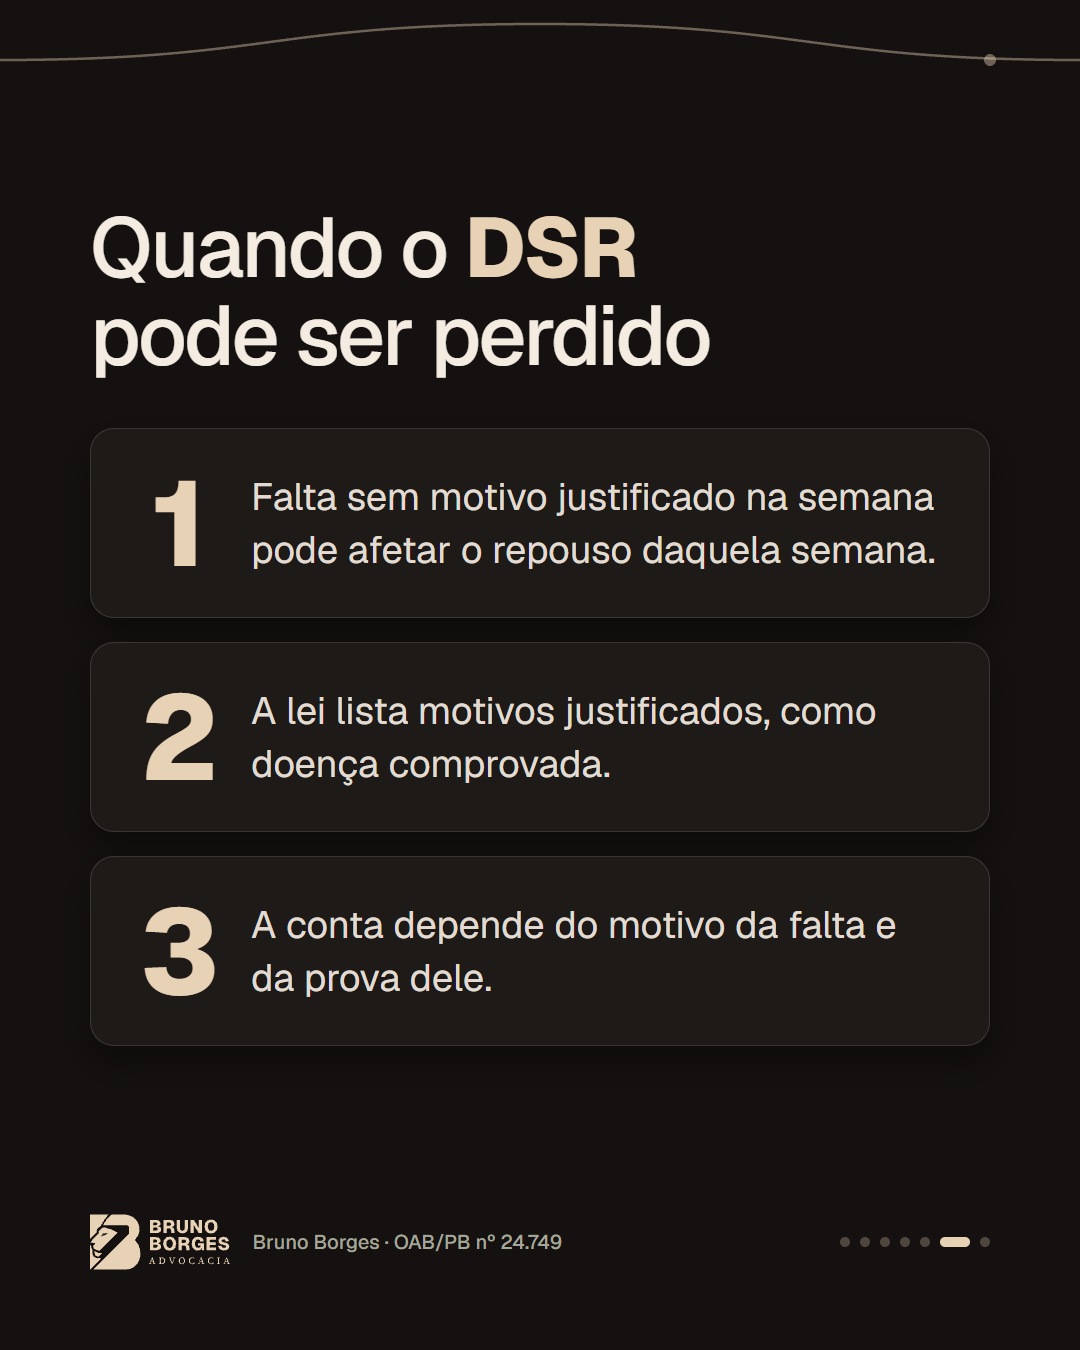 Quando o DSR
pode ser perdido
1
Falta sem motivo justificado na semana
pode afetar o repouso daquela semana.
2
A lei lista motivos justificados, como
doença comprovada.
3
A conta depende do motivo da falta e
da prova dele.
BRUNO
BORGES
ADVOCACIA
Bruno Borges · OAB/PB nº 24.749